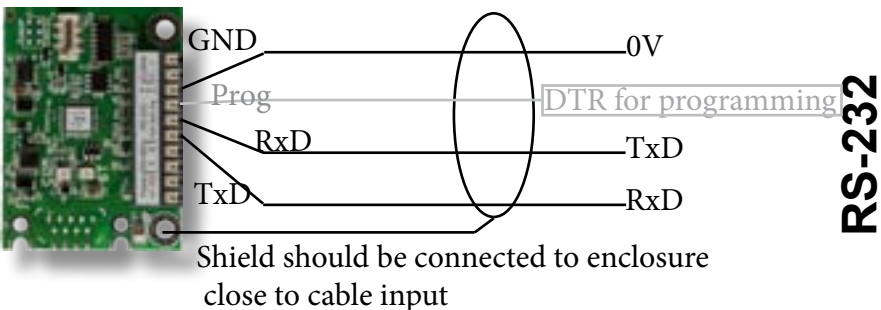 GND 0V
Prog DTR for programming
RxD TxD
TxD RxD
RS-232
Shield should be connected to enclosure
close to cable input